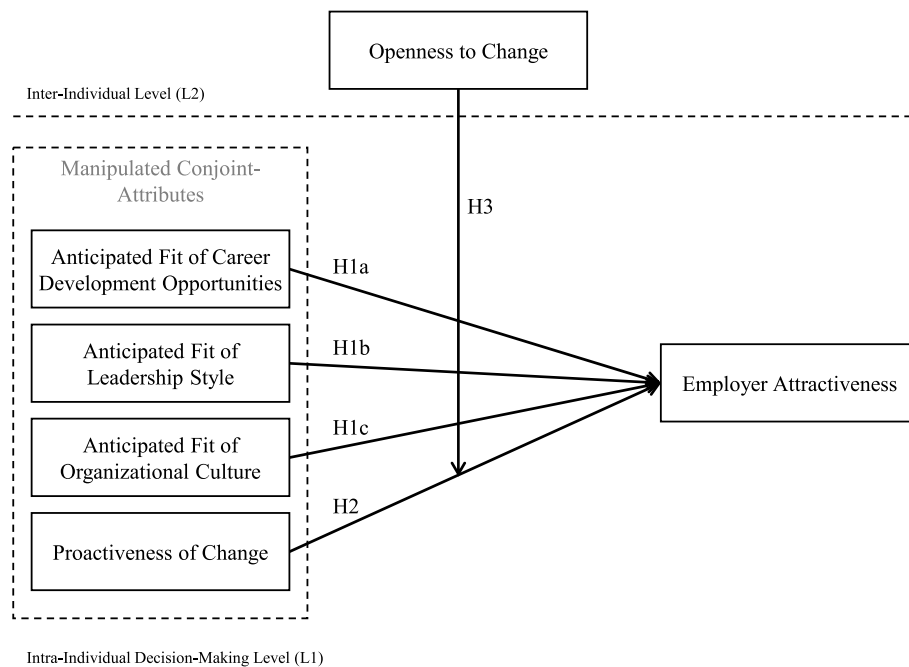 Openness to Change
Inter-Individual Level (L2)
Manipulated Conjoint-
Attributes
H3
Anticipated Fit of Career
Development Opportunities
H1a
Anticipated Fit of
Leadership Style
H1b
Employer Attractiveness
Anticipated Fit of
Organizational Culture
H1c
H2
Proactiveness of Change
Intra-Individual Decision-Making Level (L1)